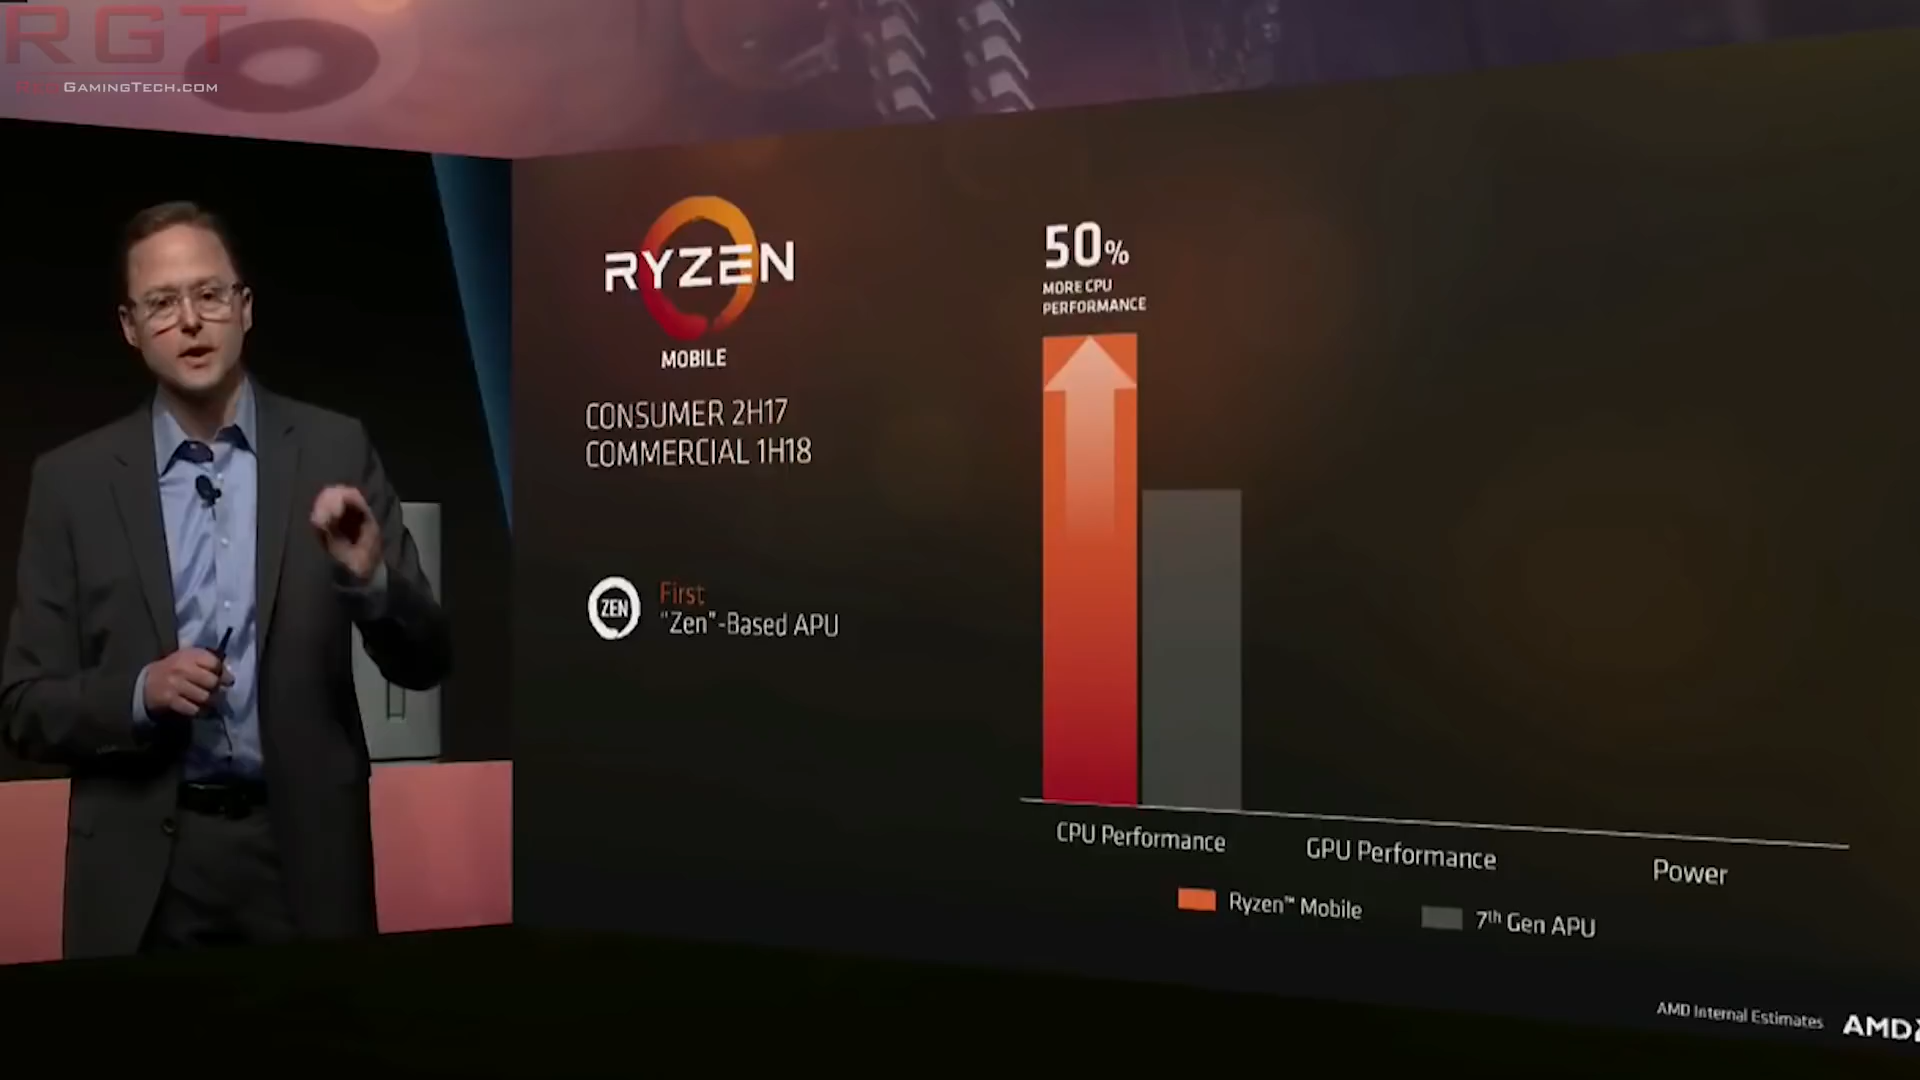 RGT
RedGamingTech.com
RYZEN
MOBILE
CONSUMER 2H17
COMMERCIAL 1H18
ZEN
First
"Zen"-Based APU
50%
MORE CPU
PERFORMANCE
CPU Performance
GPU Performance
Power
Ryzen™ Mobile
7th Gen APU
AMD Internal Estimates
AMD